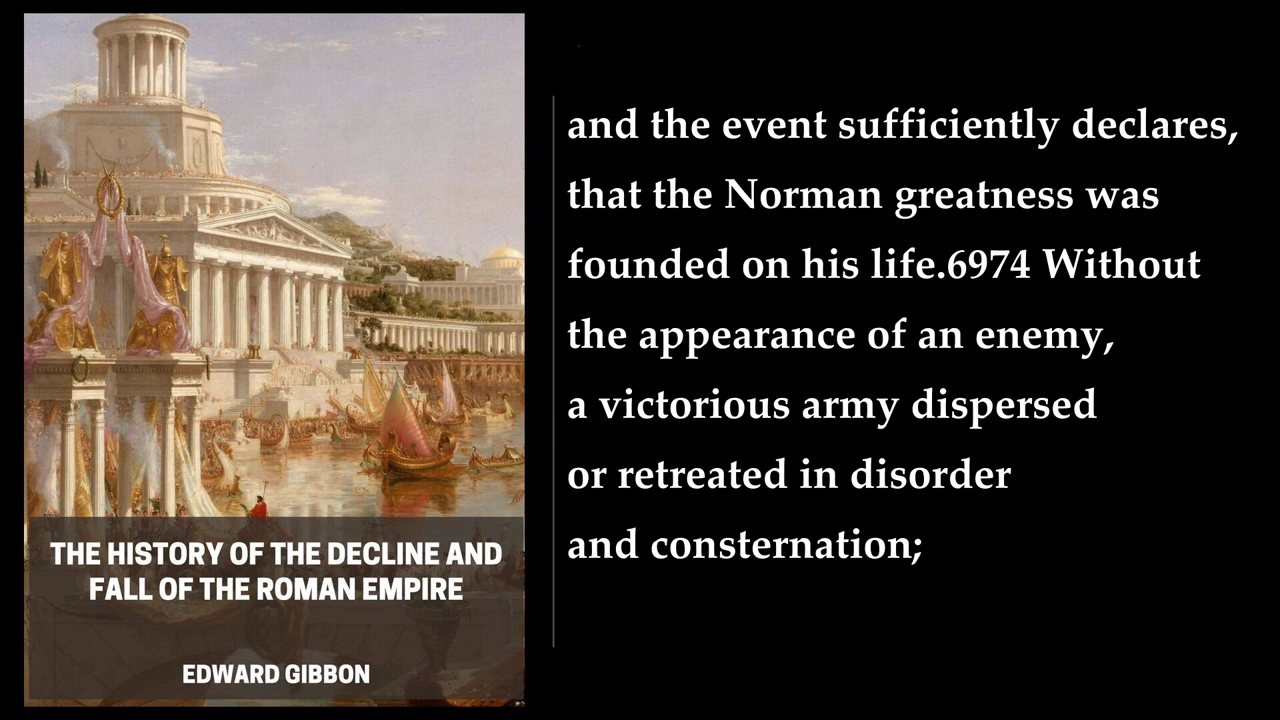 THE HISTORY OF THE DECLINE AND
FALL OF THE ROMAN EMPIRE
EDWARD GIBBON
and the event sufficiently declares,
that the Norman greatness was
founded on his life.6974 Without
the appearance of an enemy,
a victorious army dispersed
or retreated in disorder
and consternation;